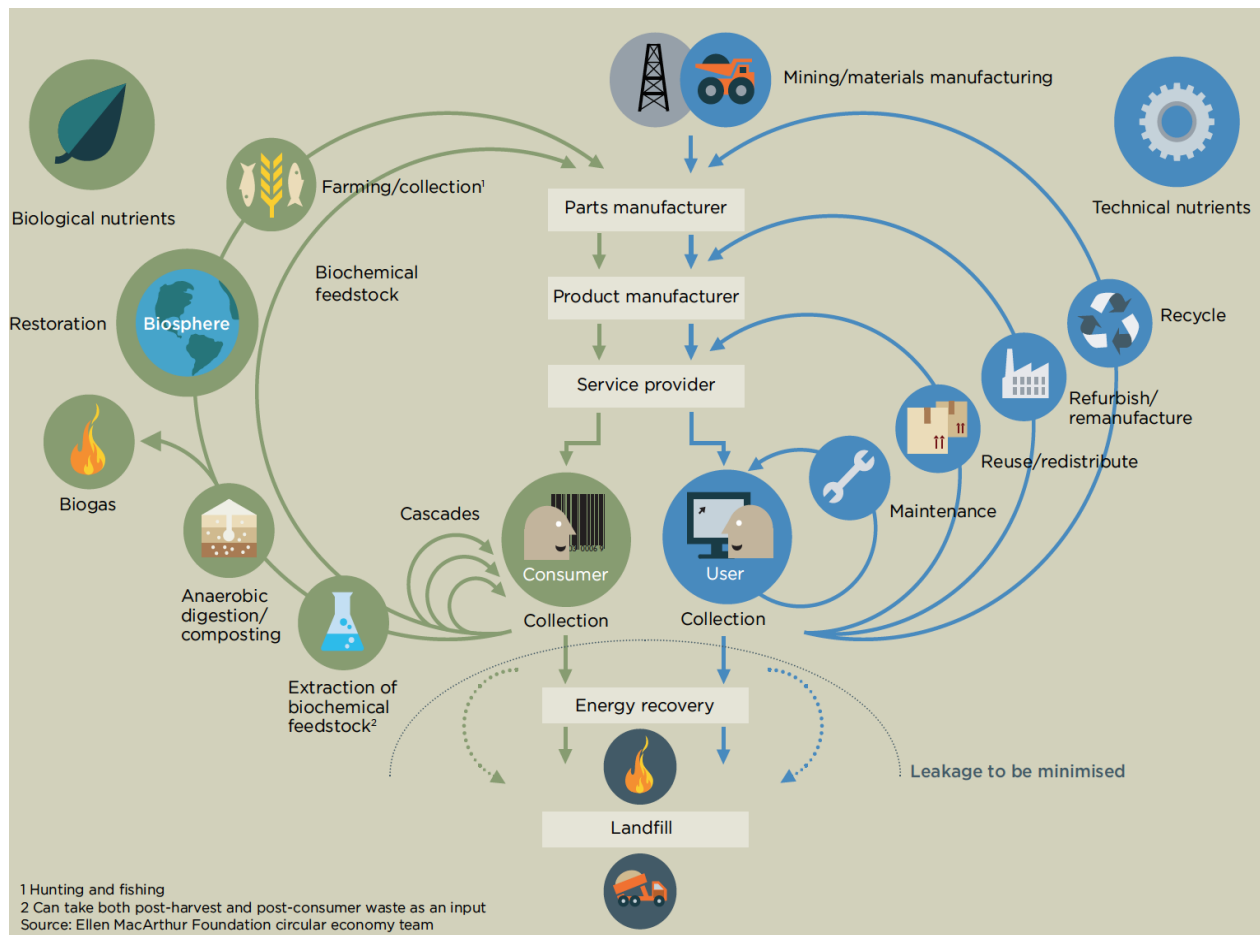 Mining/materials manufacturing
Biological nutrients
Farming/collection¹
Parts manufacturer
Technical nutrients
Biochemical
feedstock
Product manufacturer
Restoration
Biosphere
Recycle
Service provider
Refurbish/
remanufacture
Reuse/redistribute
Biogas
Cascades
Maintenance
Consumer
User
Anaerobic
digestion/
composting
Collection
Collection
Extraction of
biochemical
feedstock²
Energy recovery
Leakage to be minimised
Landfill
1 Hunting and fishing
2 Can take both post-harvest and post-consumer waste as an input
Source: Ellen MacArthur Foundation circular economy team